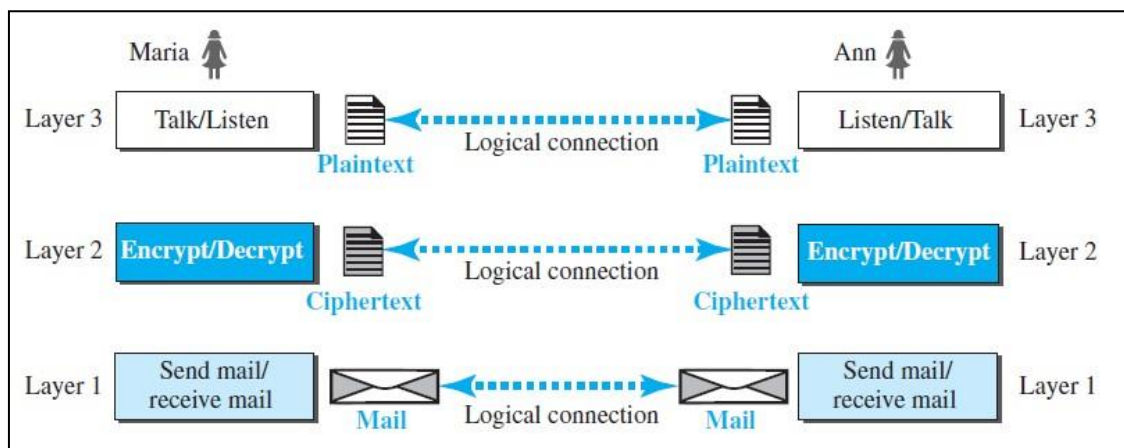 Maria
Ann
Layer 3
Talk/Listen
Plaintext
Logical connection
Plaintext
Listen/Talk
Layer 3
Layer 2
Encrypt/Decrypt
Ciphertext
Logical connection
Ciphertext
Encrypt/Decrypt
Layer 2
Layer 1
Send mail/
receive mail
Mail
Logical connection
Mail
Send mail/
receive mail
Layer 1